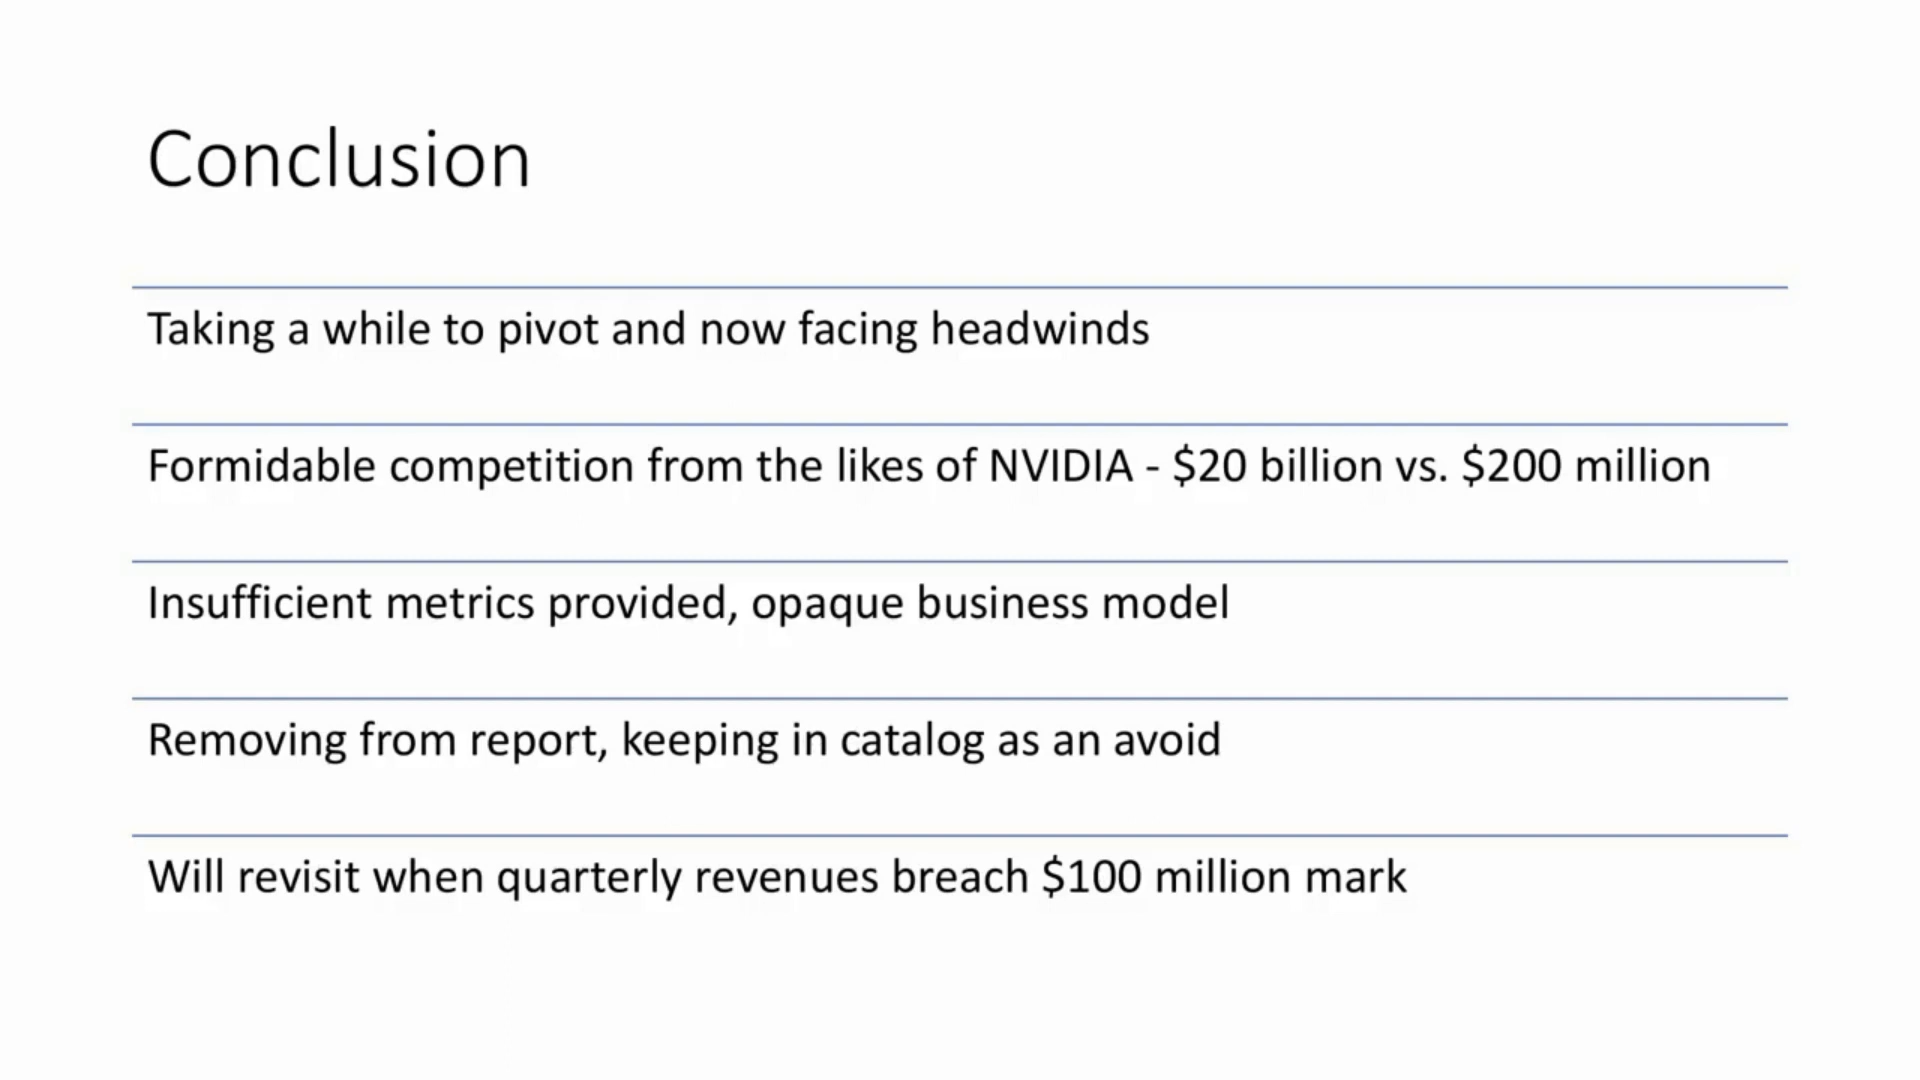 Conclusion
Taking a while to pivot and now facing headwinds
Formidable competition from the likes of NVIDIA - $20 billion vs. $200 million
Insufficient metrics provided, opaque business model
Removing from report, keeping in catalog as an avoid
Will revisit when quarterly revenues breach $100 million mark